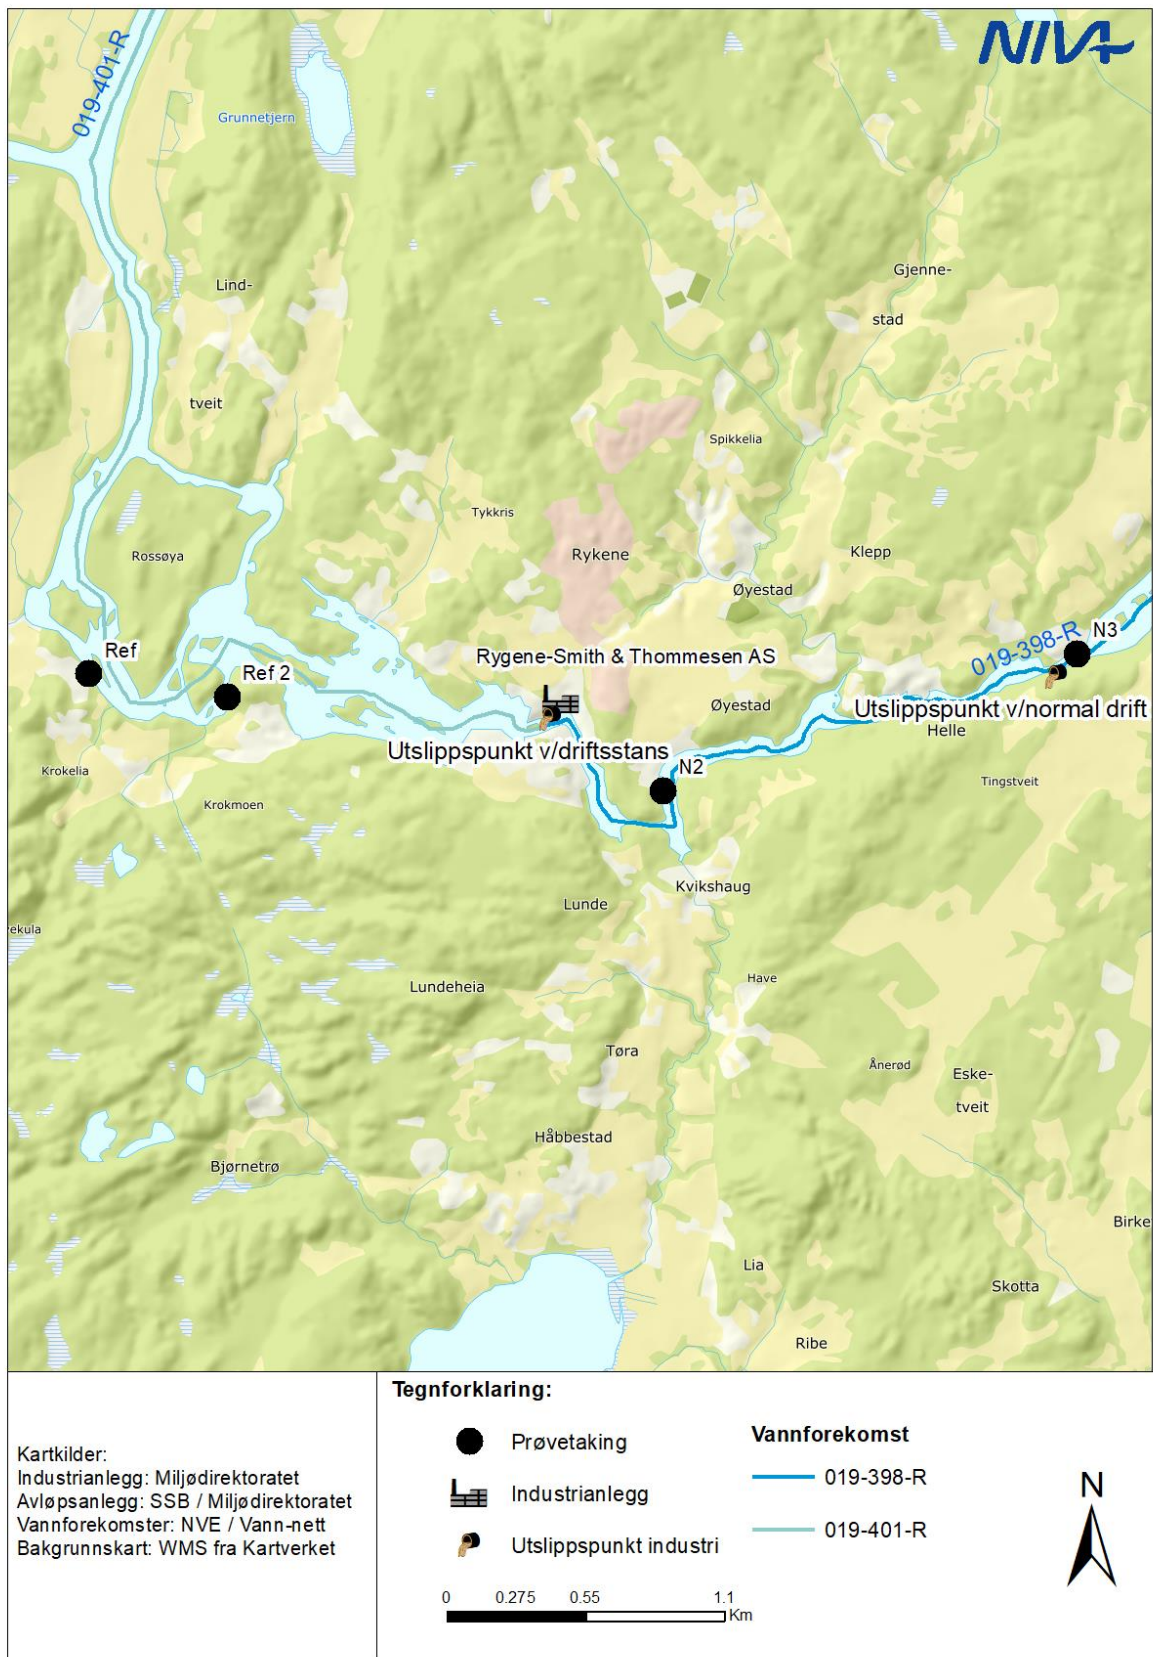 NIVA
019-401-R
Grunnetjern
Gjenne-
stad
Lind-
tveit
Spikkelia
Tykkris
Rossøya
Rykene
Klepp
Øyestad
N3
019-398-R
Ref
Rygene-Smith & Thommesen AS
Ref 2
Øyestad
Utslippspunkt v/normal drift
Helle
Utslippspunkt v/driftsstans
N2
Krokelia
Tingstveit
Krokmoen
Kvikshaug
Lunde
ekula
Have
Lundeheia
Tøra
Ånerød
Eske-
tveit
Håbbestad
Bjørnetrø
Birke
Lia
Skotta
Ribe
Kartkilder:
Industrianlegg: Miljødirektoratet
Avløpsanlegg: SSB / Miljødirektoratet
Vannforekomster: NVE / Vann-nett
Bakgrunnskart: WMS fra Kartverket
Tegnforklaring:
Prøvetaking
Industrianlegg
Utslippspunkt industri
0 0.275 0.55 1.1
Km
Vannforekomst
019-398-R
019-401-R
N